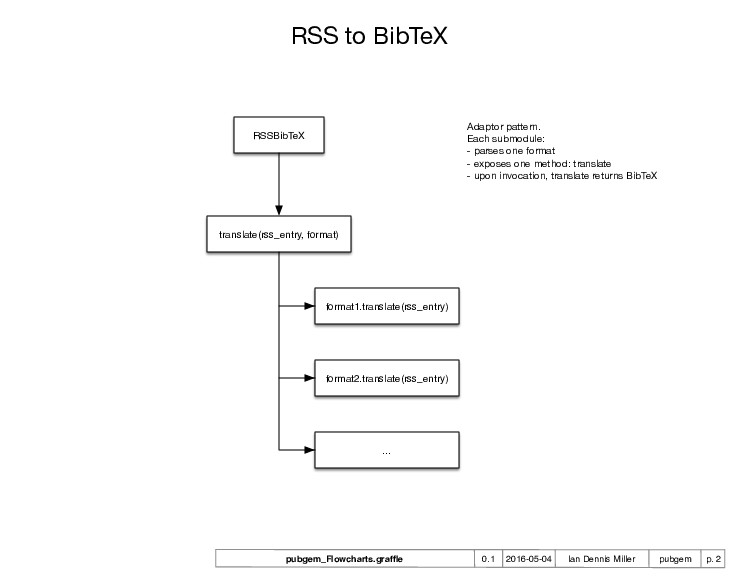 RSS to BibTeX
RSSBibTeX
Adaptor pattern.
Each submodule:
- parses one format
- exposes one method: translate
- upon invocation, translate returns BibTeX
translate(rss_entry, format)
format1.translate(rss_entry)
format2.translate(rss_entry)
...
pubgem_Flowcharts.graffle 0.1 2016-05-04 Ian Dennis Miller pubgem p. 2